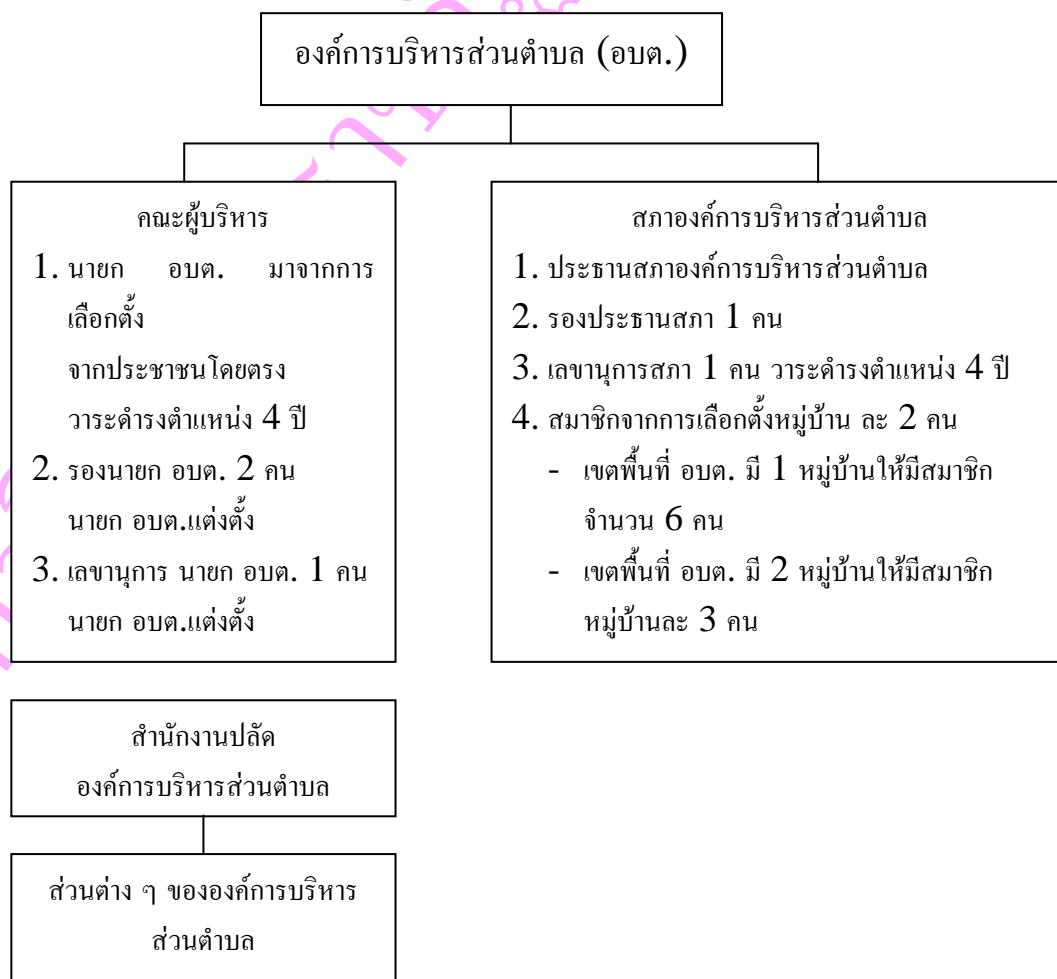 องค์การบริหารส่วนตำบล (อบต.)
คณะผู้บริหาร
1. นายก อบต. มาจากการ
เลือกตั้ง
จากประชาชนโดยตรง
วาระดำรงตำแหน่ง 4 ปี
2. รองนายก อบต. 2 คน
นายก อบต.แต่งตั้ง
3. เลขานุการ นายก อบต. 1 คน
นายก อบต.แต่งตั้ง
สภาองค์การบริหารส่วนตำบล
1. ประธานสภาองค์การบริหารส่วนตำบล
2. รองประธานสภา 1 คน
3. เลขานุการสภา 1 คน วาระดำรงตำแหน่ง 4 ปี
4. สมาชิกจากการเลือกตั้งหมู่บ้าน ละ 2 คน
- เขตพื้นที่ อบต. มี 1 หมู่บ้านให้มีสมาชิก
จำนวน 6 คน
- เขตพื้นที่ อบต. มี 2 หมู่บ้านให้มีสมาชิก
หมู่บ้านละ 3 คน
สำนักงานปลัด
องค์การบริหารส่วนตำบล
ส่วนต่าง ๆ ขององค์การบริหาร
ส่วนตำบล